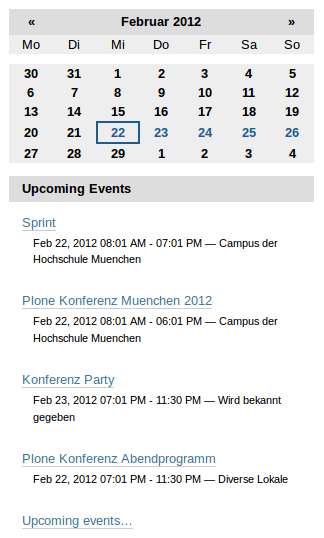 « Februar 2012 »
Mo Di Mi Do Fr Sa So
30 31 1 2 3 4 5
6 7 8 9 10 11 12
13 14 15 16 17 18 19
20 21 22 23 24 25 26
27 28 29 1 2 3 4
Upcoming Events
Sprint
Feb 22, 2012 08:01 AM - 07:01 PM — Campus der
Hochschule Muenchen
Plone Konferenz Muenchen 2012
Feb 22, 2012 08:01 AM - 06:01 PM — Campus der
Hochschule Muenchen
Konferenz Party
Feb 23, 2012 07:01 PM - 11:30 PM — Wird bekannt
gegeben
Plone Konferenz Abendprogramm
Feb 22, 2012 07:01 PM - 11:30 PM — Diverse Lokale
Upcoming events…